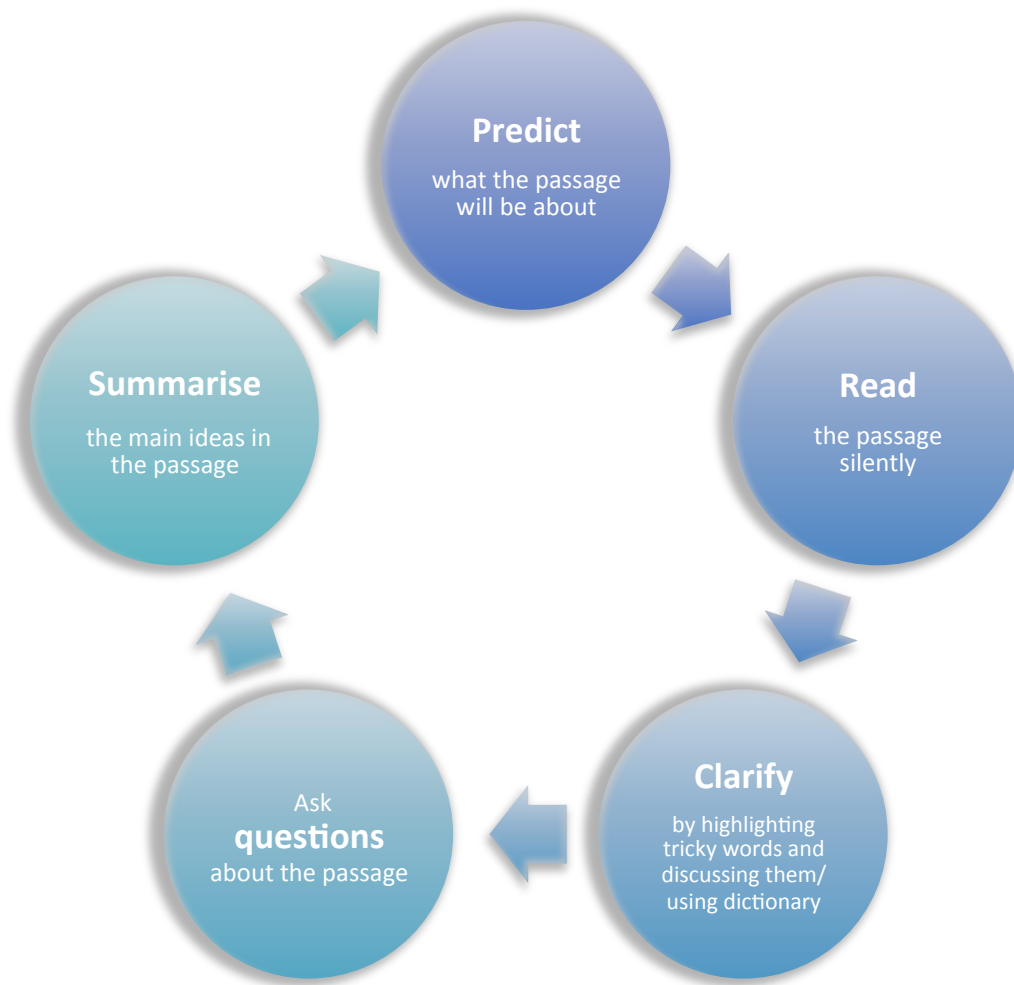 Predict
what the passage
will be about
Read
the passage
silently
Clarify
by highlighting
tricky words and
discussing them/
using dictionary
Ask
questions
about the passage
Summarise
the main ideas in
the passage